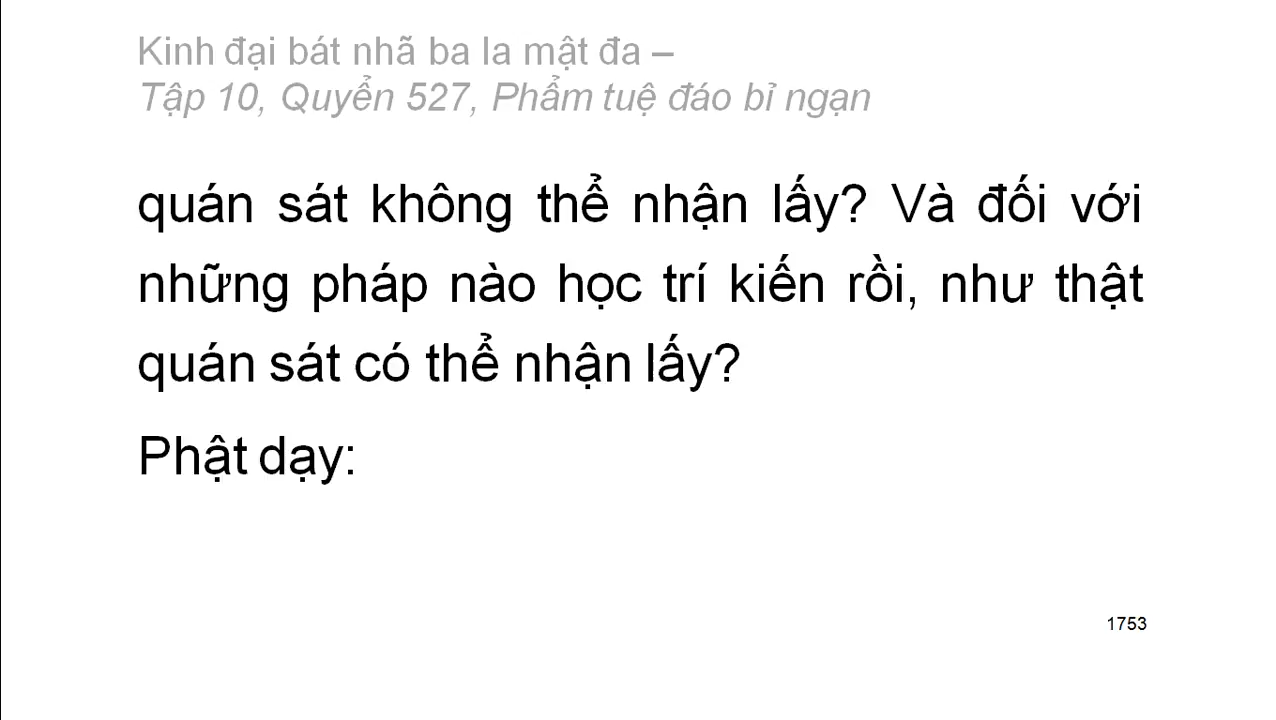 Kinh đại bát nhã ba la mật đa –
Tập 10, Quyển 527, Phẩm tuệ đáo bỉ ngạn
quán sát không thể nhận lấy? Và đối với
những pháp nào học trí kiến rồi, như thật
quán sát có thể nhận lấy?
Phật dạy:
1753